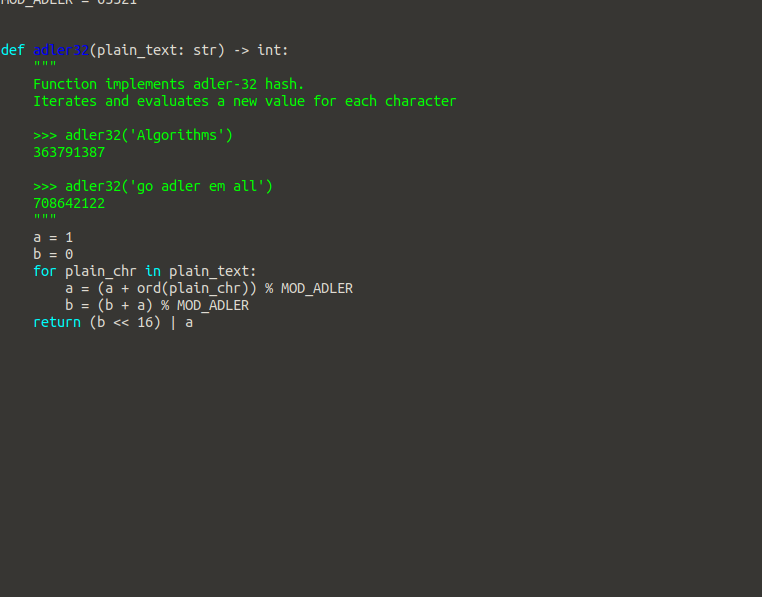 MOD_ADLER = 65521
def adler32(plain_text: str) -> int:
    """
    Function implements adler-32 hash.
    Iterates and evaluates a new value for each character
    >>> adler32('Algorithms')
    363791387
    >>> adler32('go adler em all')
    708642122
    """
    a = 1
    b = 0
    for plain_chr in plain_text:
        a = (a + ord(plain_chr)) % MOD_ADLER
        b = (b + a) % MOD_ADLER
    return (b << 16) | a